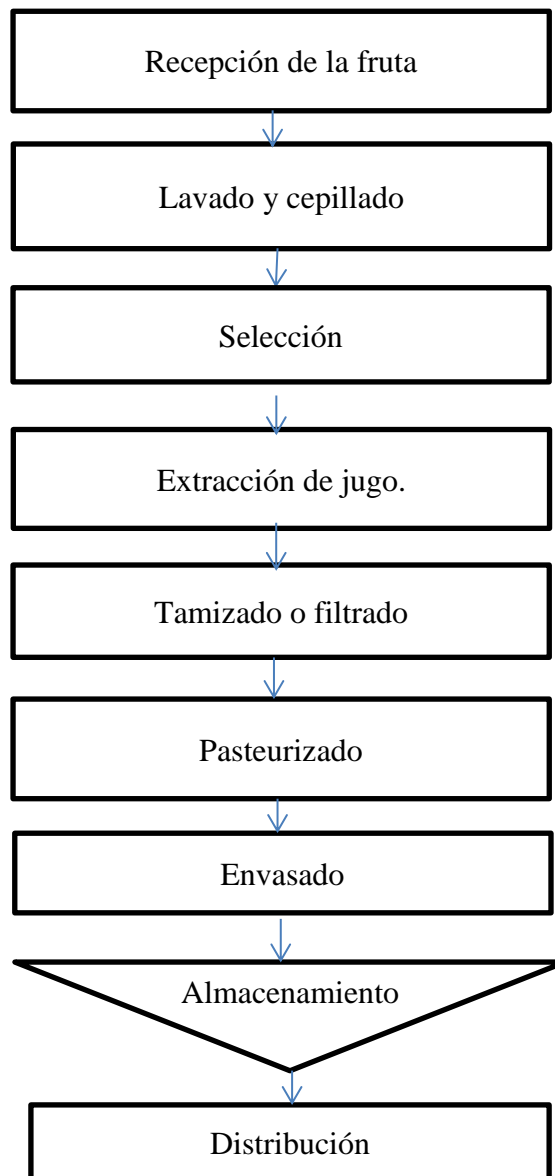 Recepción de la fruta
Lavado y cepillado
Selección
Extracción de jugo.
Tamizado o filtrado
Pasteurizado
Envasado
Almacenamiento
Distribución